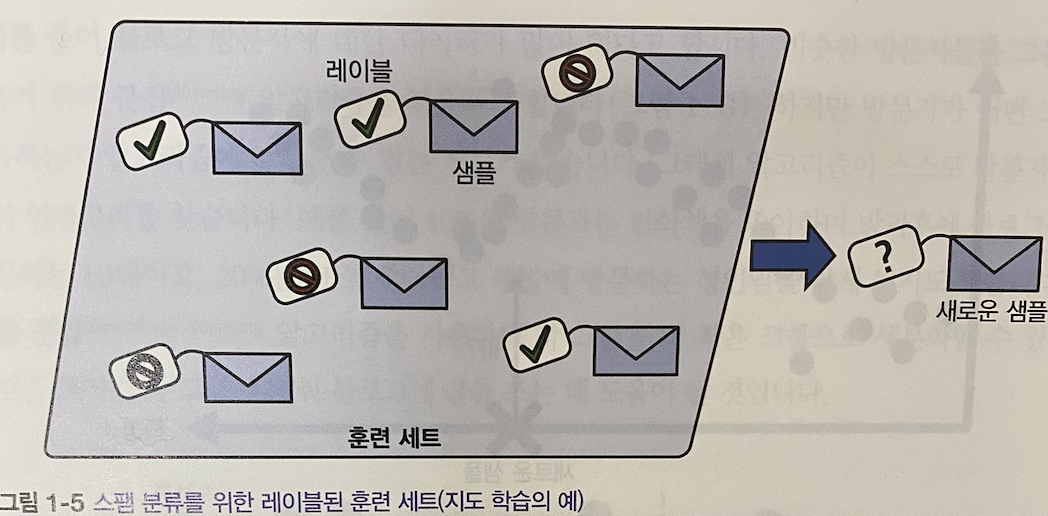 레이블
샘플
?
새로운 샘플
훈련 세트
그림 1-5 스팸 분류를 위한 레이블된 훈련 세트(지도 학습의 예)